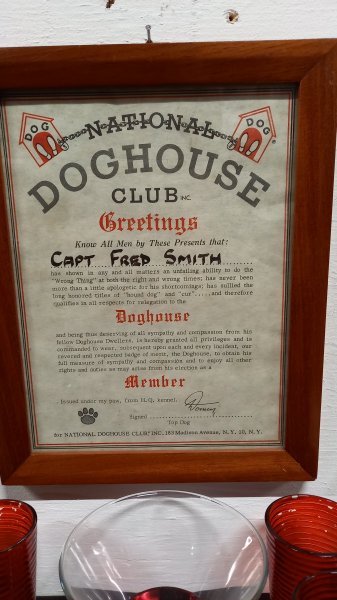 DOG
DOG
NATIONAL
DOGHOUSE
CLUB INC.
Greetings
Know All Men by These Presents that:
CAPT FRED SMITH
has shown in any and all matters an unfailing ability to do the
"Wrong Thing" at both the right and wrong times; has never been
more than a little apologetic for his shortcomings; has sullied the
long honored titles of "hound dog" and "cur"..... and therefore
qualifies in all respects for relegation to the
Doghouse
and being thus deserving of all sympathy and compassion from his
fellow Doghouse Dwellers, is hereby granted all privileges and is
commanded to wear, subsequent upon each and every incident, our
revered and respected badge of merit, the Doghouse, to obtain his
full measure of sympathy and compassion and to enjoy all other
rights and duties as may arise from his election as a
Member
Issued under my paw, from H.Q. kennel.
Signed
Top Dog
for NATIONAL DOGHOUSE CLUB, INC. 183 Madison Avenue, N.Y. 10, N.Y.